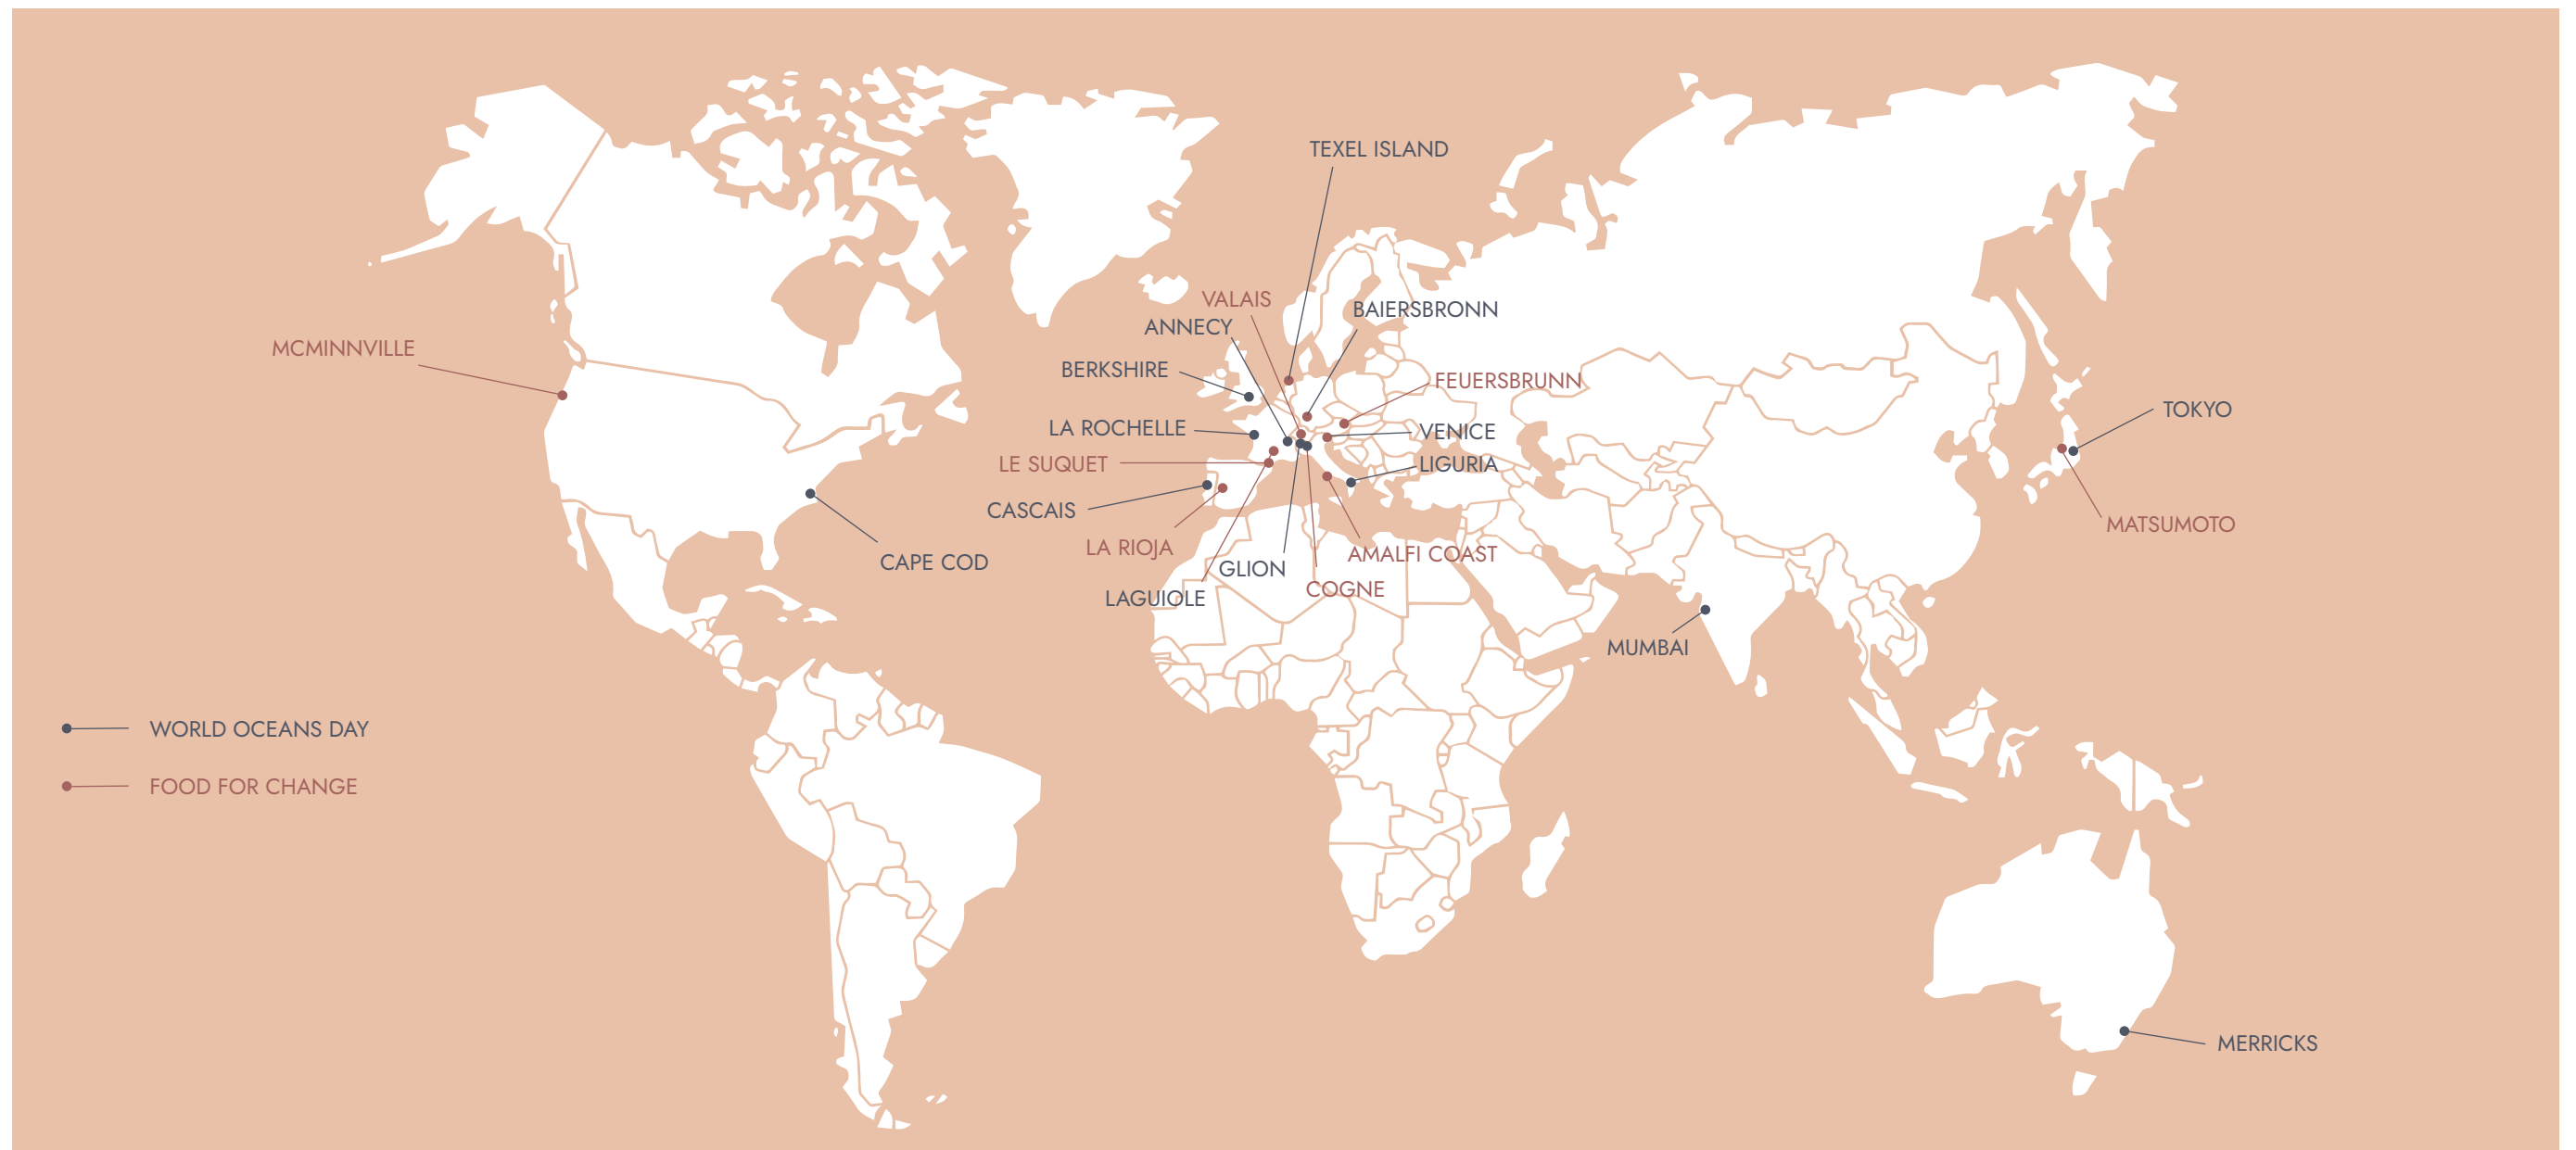 TEXEL ISLAND
VALAIS
BAIERSBRONN
ANNECY
MCMINNVILLE
BERKSHIRE
FEUERSBRUNN
TOKYO
LA ROCHELLE
VENICE
LE SUQUET
LIGURIA
CASCAIS
MATSUMOTO
LA RIOJA
AMALFI COAST
CAPE COD
GLION
COGNE
LAGUIOLE
MUMBAI
WORLD OCEANS DAY
FOOD FOR CHANGE
MERRICKS